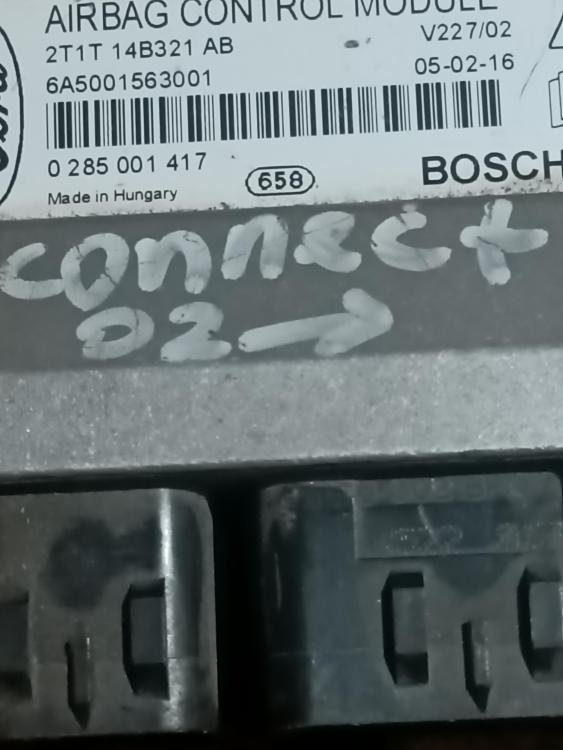 AIRBAG CONTROL MODULE
2T1T 14B321 AB
V227/02
6A5001563001
05-02-16
0 285 001 417
658
BOSCH
Made in Hungary
connect
02 →